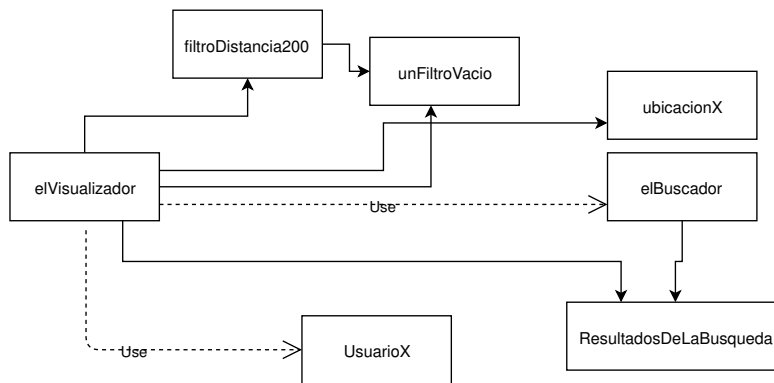 filtroDistancia200
unFiltroVacio
ubicacionX
elVisualizador
elBuscador
Use
ResultadosDeLaBusqueda
Use
UsuarioX